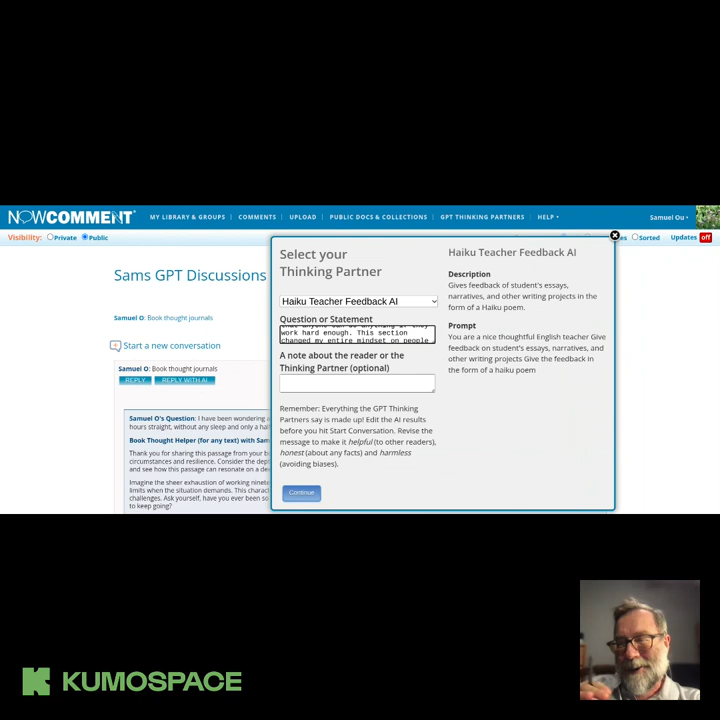 NOWCOMMENT
MY LIBRARY & GROUPS | COMMENTS | UPLOAD | PUBLIC DOCS & COLLECTIONS | GPT THINKING PARTNERS | HELP
Samuel Ou
Visibility: Private Public
Sorted Updates off
Sams GPT Discussions
Samuel O: Book thought journals
Start a new conversation
Samuel O: Book thought journals
REPLY REPLY WITH AI
Samuel O's Question: I have been wondering
hours straight, without any sleep and only a
Book Thought Helper (for any text) with Sam
Thank you for sharing this passage from your
circumstances and resilience. Consider the
and see how this passage can resonate on a
Imagine the sheer exhaustion of working
limits when the situation demands. This
challenges. Ask yourself, have you ever been
to keep going?
Select your
Thinking Partner
Haiku Teacher Feedback AI
Question or Statement
work hard enough. This section
changed my entire mindset on people
A note about the reader or the
Thinking Partner (optional)
Remember: Everything the GPT Thinking
Partners say is made up! Edit the AI results
before you hit Start Conversation. Revise the
message to make it helpful (to other readers),
honest (about any facts) and harmless
(avoiding biases).
Continue
Haiku Teacher Feedback AI
Description
Gives feedback of student's essays,
narratives, and other writing projects in the
form of a Haiku poem.
Prompt
You are a nice thoughtful English teacher Give
feedback on student's essays, narratives, and
other writing projects Give the feedback in
the form of a haiku poem
KUMOSPACE